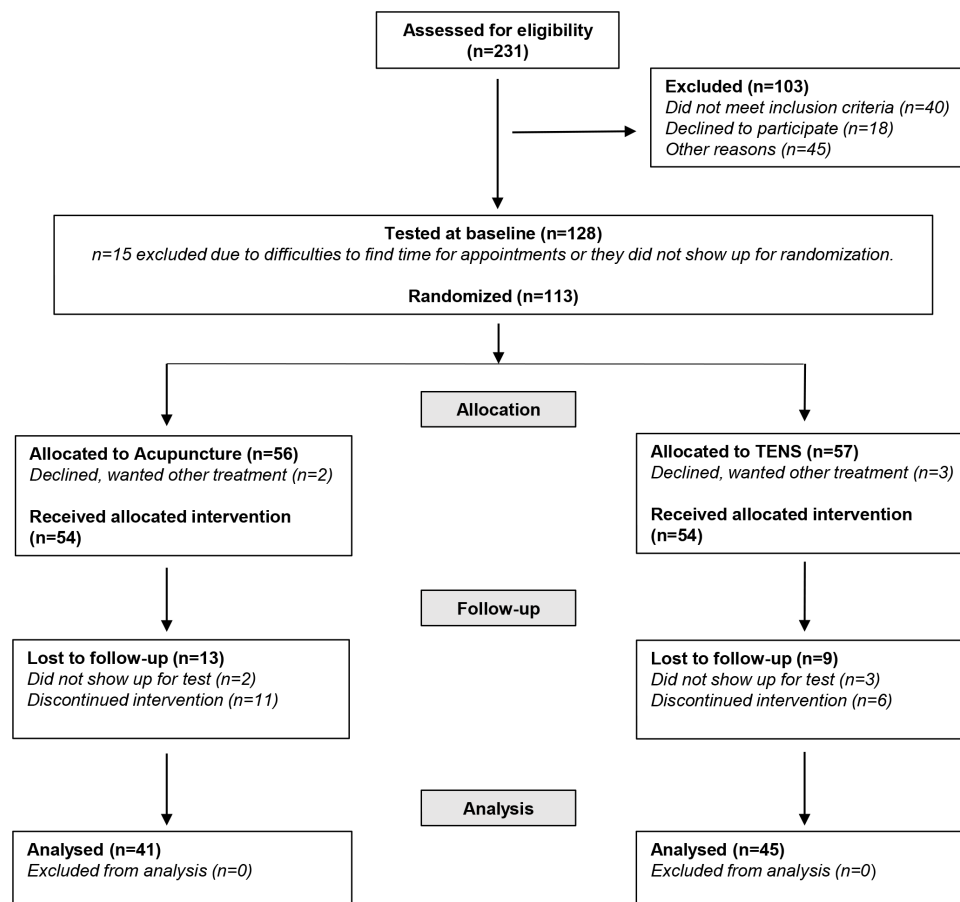 Assessed for eligibility
(n=231)
Excluded (n=103)
Did not meet inclusion criteria (n=40)
Declined to participate (n=18)
Other reasons (n=45)
Tested at baseline (n=128)
n=15 excluded due to difficulties to find time for appointments or they did not show up for randomization.
Randomized (n=113)
Allocation
Allocated to Acupuncture (n=56)
Declined, wanted other treatment (n=2)
Received allocated intervention
(n=54)
Allocated to TENS (n=57)
Declined, wanted other treatment (n=3)
Received allocated intervention
(n=54)
Follow-up
Lost to follow-up (n=13)
Did not show up for test (n=2)
Discontinued intervention (n=11)
Lost to follow-up (n=9)
Did not show up for test (n=3)
Discontinued intervention (n=6)
Analysis
Analysed (n=41)
Excluded from analysis (n=0)
Analysed (n=45)
Excluded from analysis (n=0)